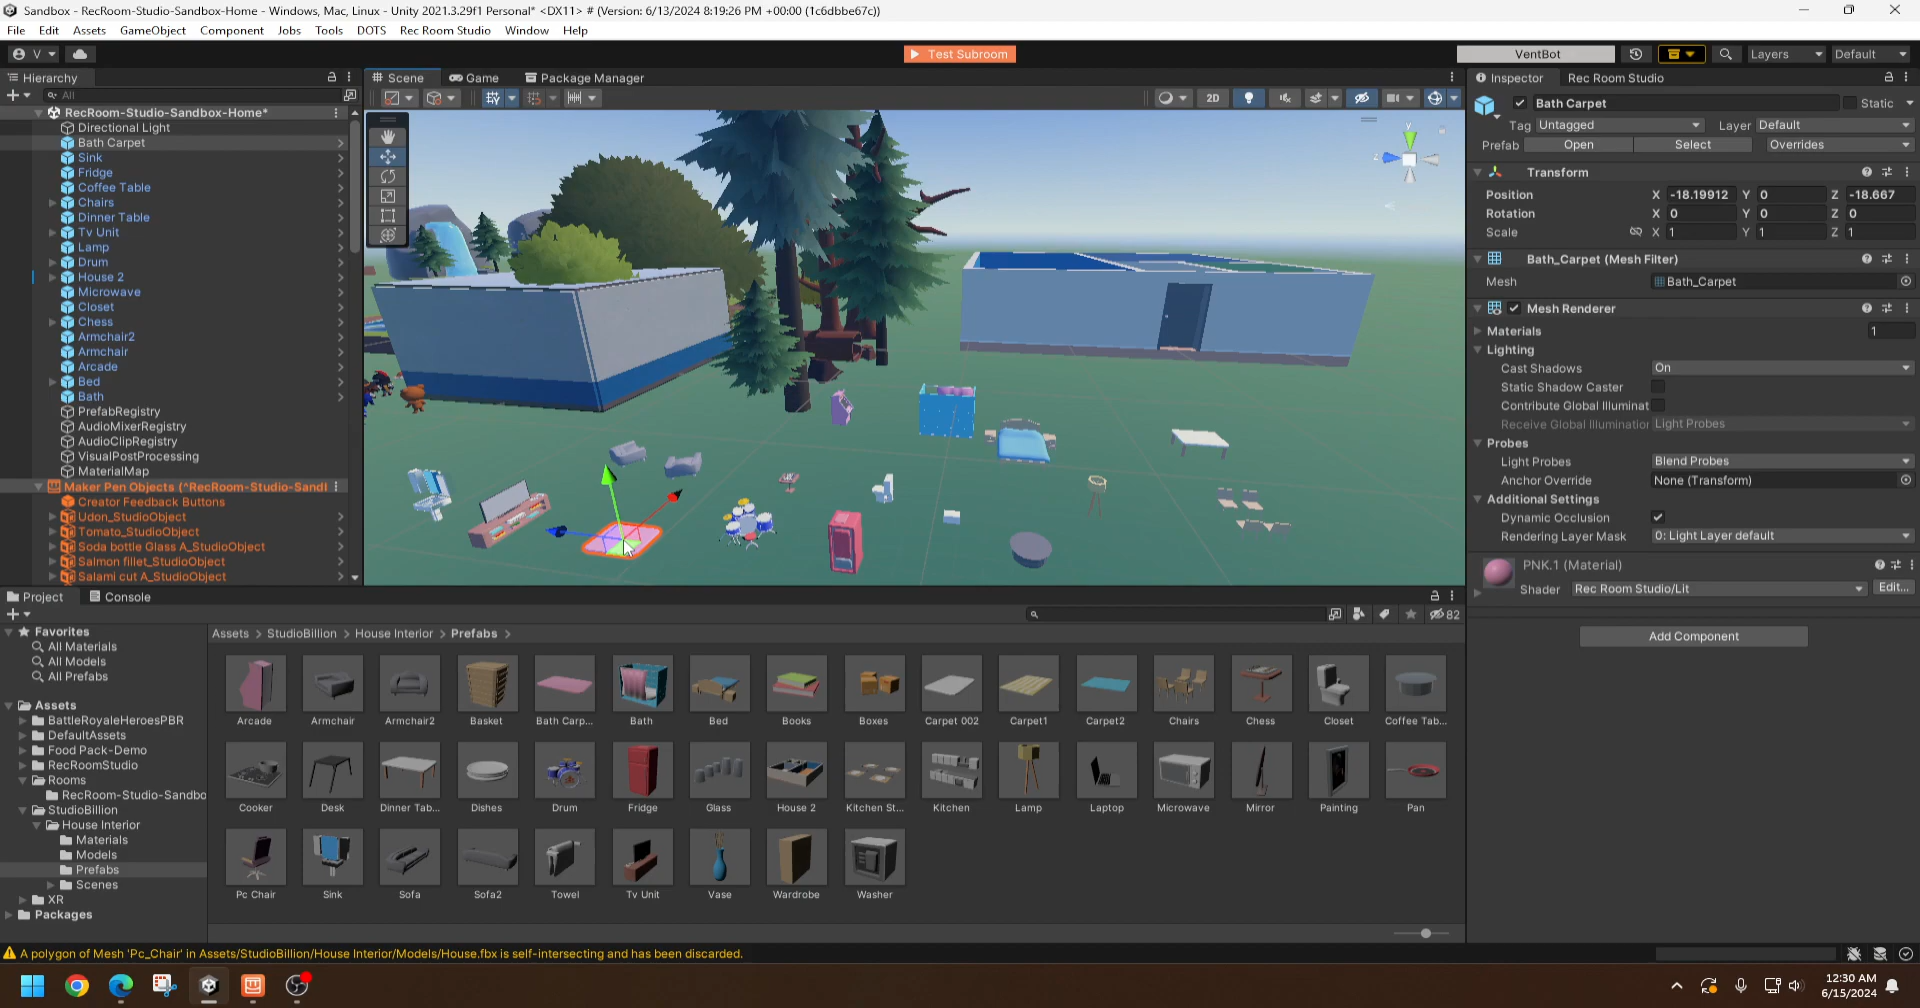 Sandbox - RecRoom-Studio-Sandbox-Home - Windows, Mac, Linux - Unity 2021.3.29f1 Personal* <DX11> # (Version: 6/13/2024 8:19:26 PM +00:00 (1c6dbbe67c))
File Edit Assets GameObject Component Jobs Tools DOTS Rec Room Studio Window Help
V Test Subroom VentBot Layers Default
Hierarchy Scene Game Package Manager Inspector Rec Room Studio
All 2D Bath Carpet Static
RecRoom-Studio-Sandbox-Home*
Directional Light
Bath Carpet
Sink
Fridge
Coffee Table
Chairs
Dinner Table
Tv Unit
Lamp
Drum
House 2
Microwave
Closet
Chess
Armchair2
Armchair
Arcade
Bed
Bath
PrefabRegistry
AudioMixerRegistry
AudioClipRegistry
VisualPostProcessing
MaterialMap
Maker Pen Objects (^RecRoom-Studio-Sandl
Creator Feedback Buttons
Udon_StudioObject
Tomato_StudioObject
Soda bottle Glass A_StudioObject
Salmon fillet_StudioObject
Salami cut A_StudioObject
Y
Z
Tag Untagged Layer Default
Prefab Open Select Overrides
Transform
Position X -18.19912 Y 0 Z -18.667
Rotation X 0 Y 0 Z 0
Scale X 1 Y 1 Z 1
Bath_Carpet (Mesh Filter)
Mesh Bath_Carpet
Mesh Renderer
Materials 1
Lighting
Cast Shadows On
Static Shadow Caster
Contribute Global Illuminat
Receive Global Illumination Light Probes
Probes
Light Probes Blend Probes
Anchor Override None (Transform)
Additional Settings
Dynamic Occlusion
Rendering Layer Mask 0: Light Layer default
PNK.1 (Material)
Shader Rec Room Studio/Lit Edit...
Add Component
Project Console
82
Favorites
All Materials
All Models
All Prefabs
Assets
BattleRoyaleHeroesPBR
DefaultAssets
Food Pack-Demo
RecRoomStudio
Rooms
RecRoom-Studio-Sandbo
StudioBillion
House Interior
Materials
Models
Prefabs
Scenes
XR
Packages
Assets > StudioBillion > House Interior > Prefabs >
Arcade Armchair Armchair2 Basket Bath Carp... Bath Bed Books Boxes Carpet 002 Carpet1 Carpet2 Chairs Chess Closet Coffee Tab...
Cooker Desk Dinner Tab... Dishes Drum Fridge Glass House 2 Kitchen St... Kitchen Lamp Laptop Microwave Mirror Painting Pan
Pc Chair Sink Sofa Sofa2 Towel Tv Unit Vase Wardrobe Washer
A polygon of Mesh 'Pc_Chair' in Assets/StudioBillion/House Interior/Models/House.fbx is self-intersecting and has been discarded.
12:30 AM
6/15/2024